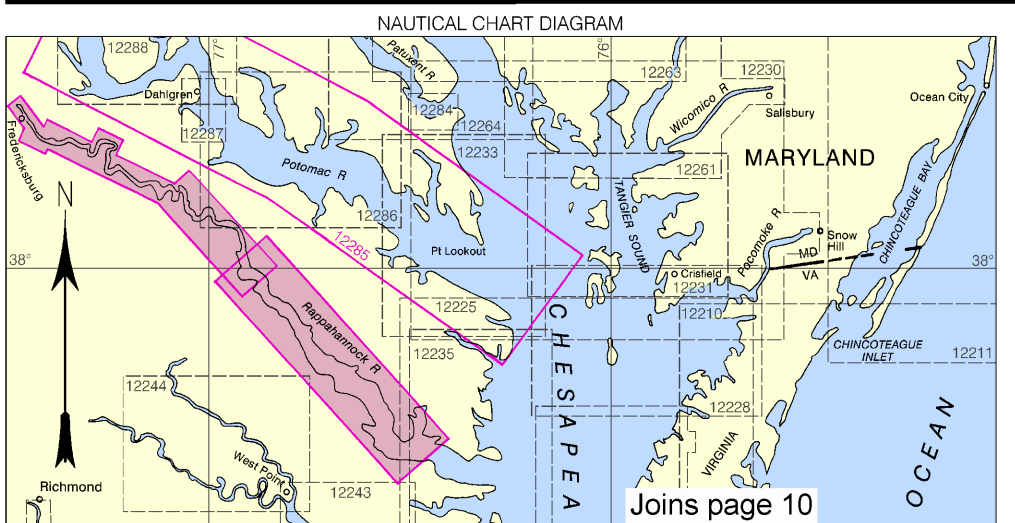 NAUTICAL CHART DIAGRAM
12288
77°
Patuxent R
76°
12263
12230
Dahlgren
12284
Wicomico R
Ocean City
Fredericksburg
12287
12264
Salisbury
12233
Potomac R
12261
MARYLAND
N
12286
TANGIER SOUND
Pocomoke R
Snow
Hill
CHINCOTEAGUE BAY
12285
Pt Lookout
38°
MD
VA
38°
Crisfield
12231
Rappahannock R
12225
12210
12235
CHINCOTEAGUE
INLET
12211
12244
CHESAPEA
12228
VIRGINIA
OCEAN
West Point
Richmond
12243
Joins page 10